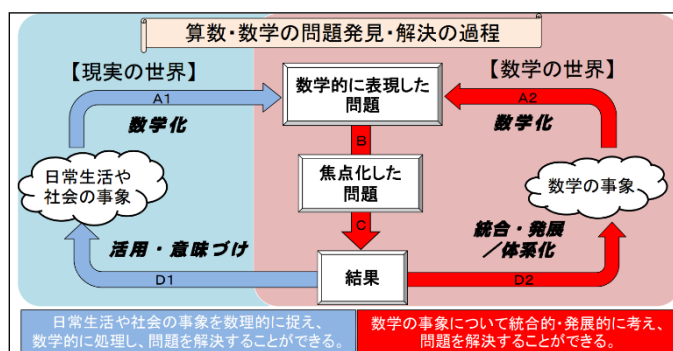 算数・数学の問題発見・解決の過程
【現実の世界】
【数学の世界】
A1
数学化
数学的に表現した
問題
A2
数学化
B
日常生活や
社会の事象
焦点化した
問題
数学の事象
C
活用・意味づけ
D1
結果
統合・発展
／体系化
D2
日常生活や社会の事象を数理的に捉え、
数学的に処理し、問題を解決することができる。
数学の事象について統合的・発展的に考え、
問題を解決することができる。